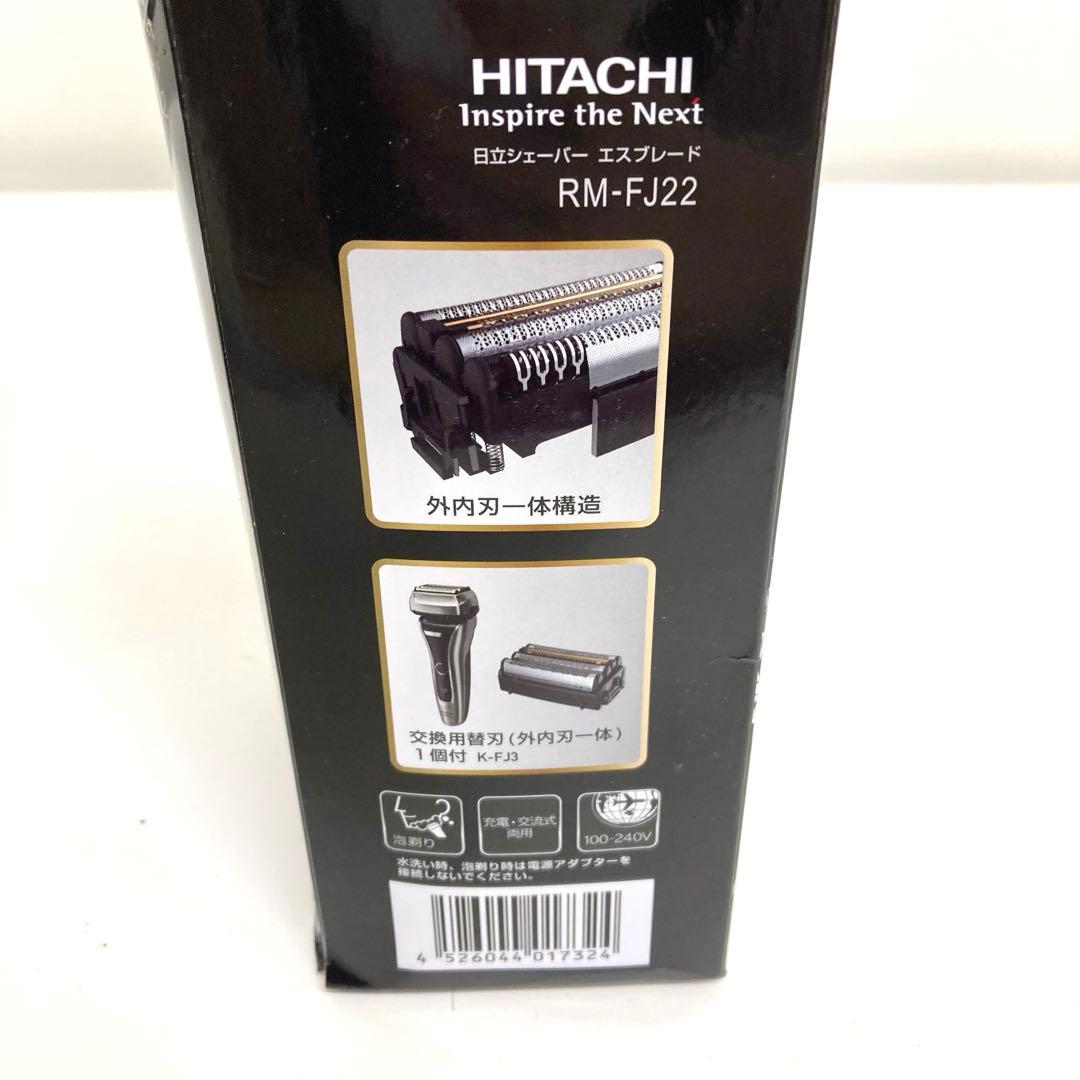 HITACHI
Inspire the Next
日立シェーバー エスブレード
RM-FJ22
外内刃一体構造
交換用替刃(外内刃一体)
1個付 K-FJ3
泡剃り
充電・交流式
両用
100-240V
水洗い時、泡剃り時は電源アダプターを
接続しないでください。
4 526044 017324